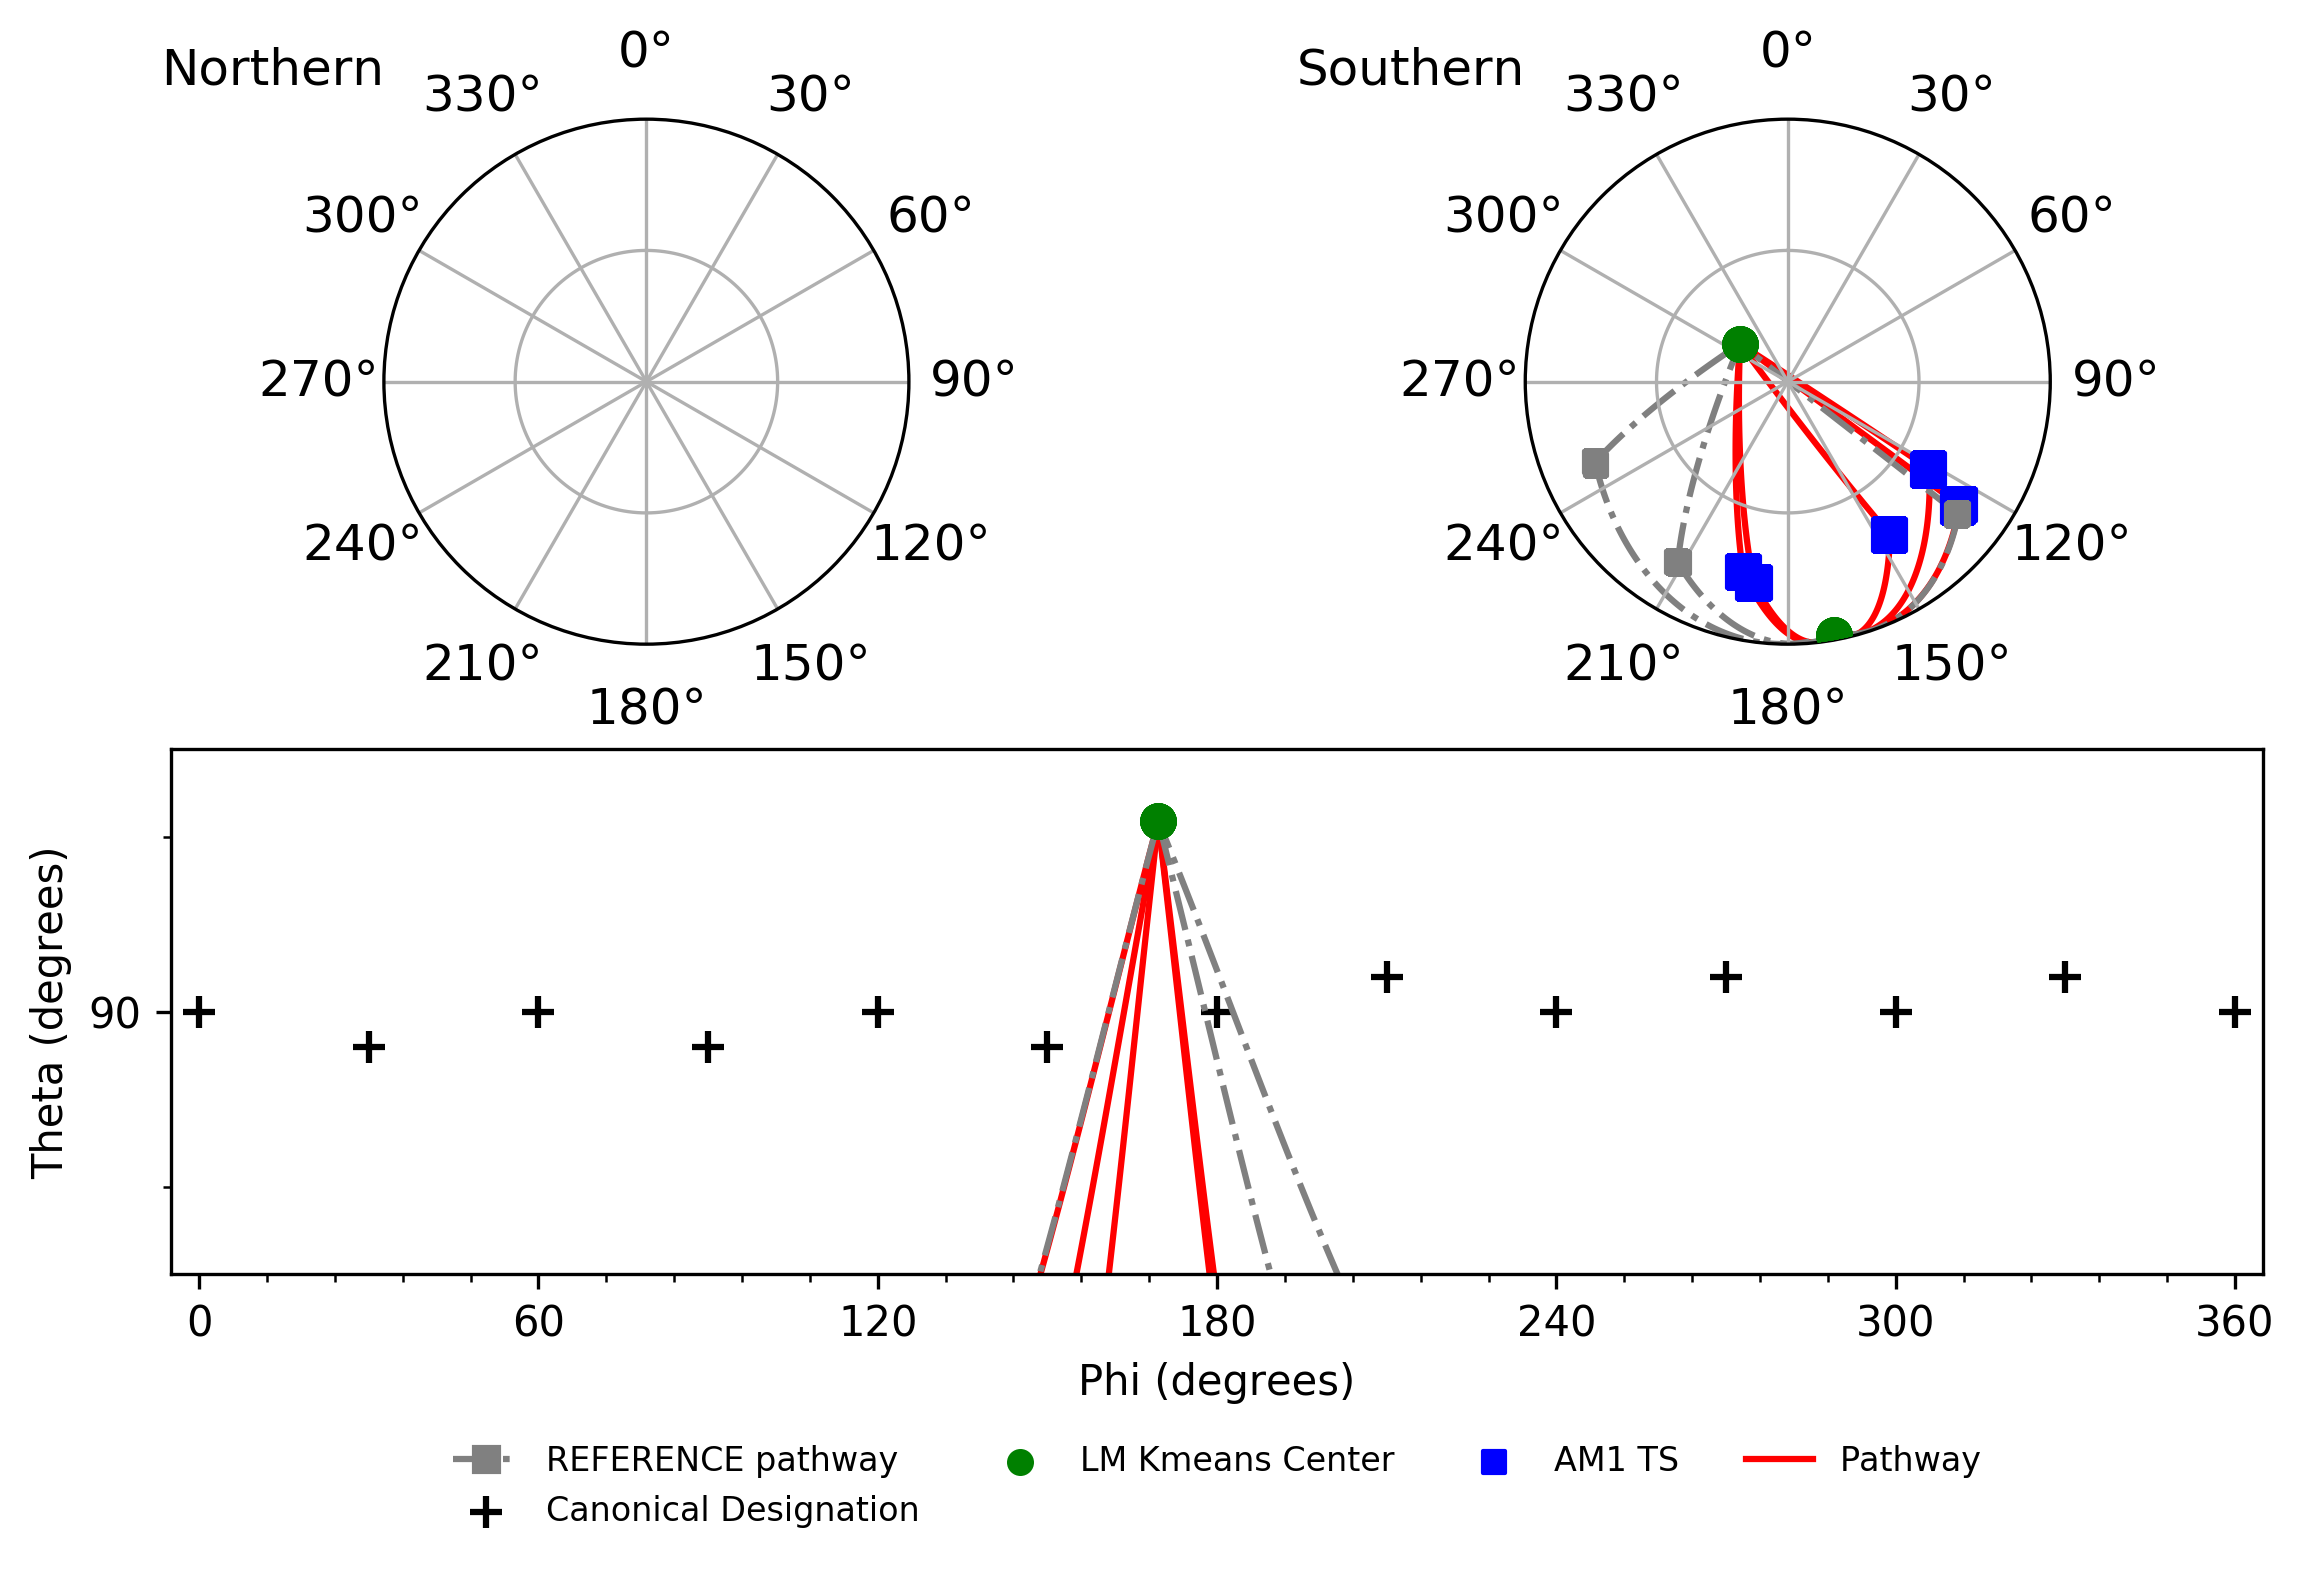 Northern
0°
330°
30°
300°
60°
270°
90°
240°
120°
210°
150°
180°
Southern
0°
330°
30°
300°
60°
270°
90°
240°
120°
210°
150°
180°
Theta (degrees)
90
0 60 120 180 240 300 360
Phi (degrees)
REFERENCE pathway
Canonical Designation
LM Kmeans Center
AM1 TS
Pathway